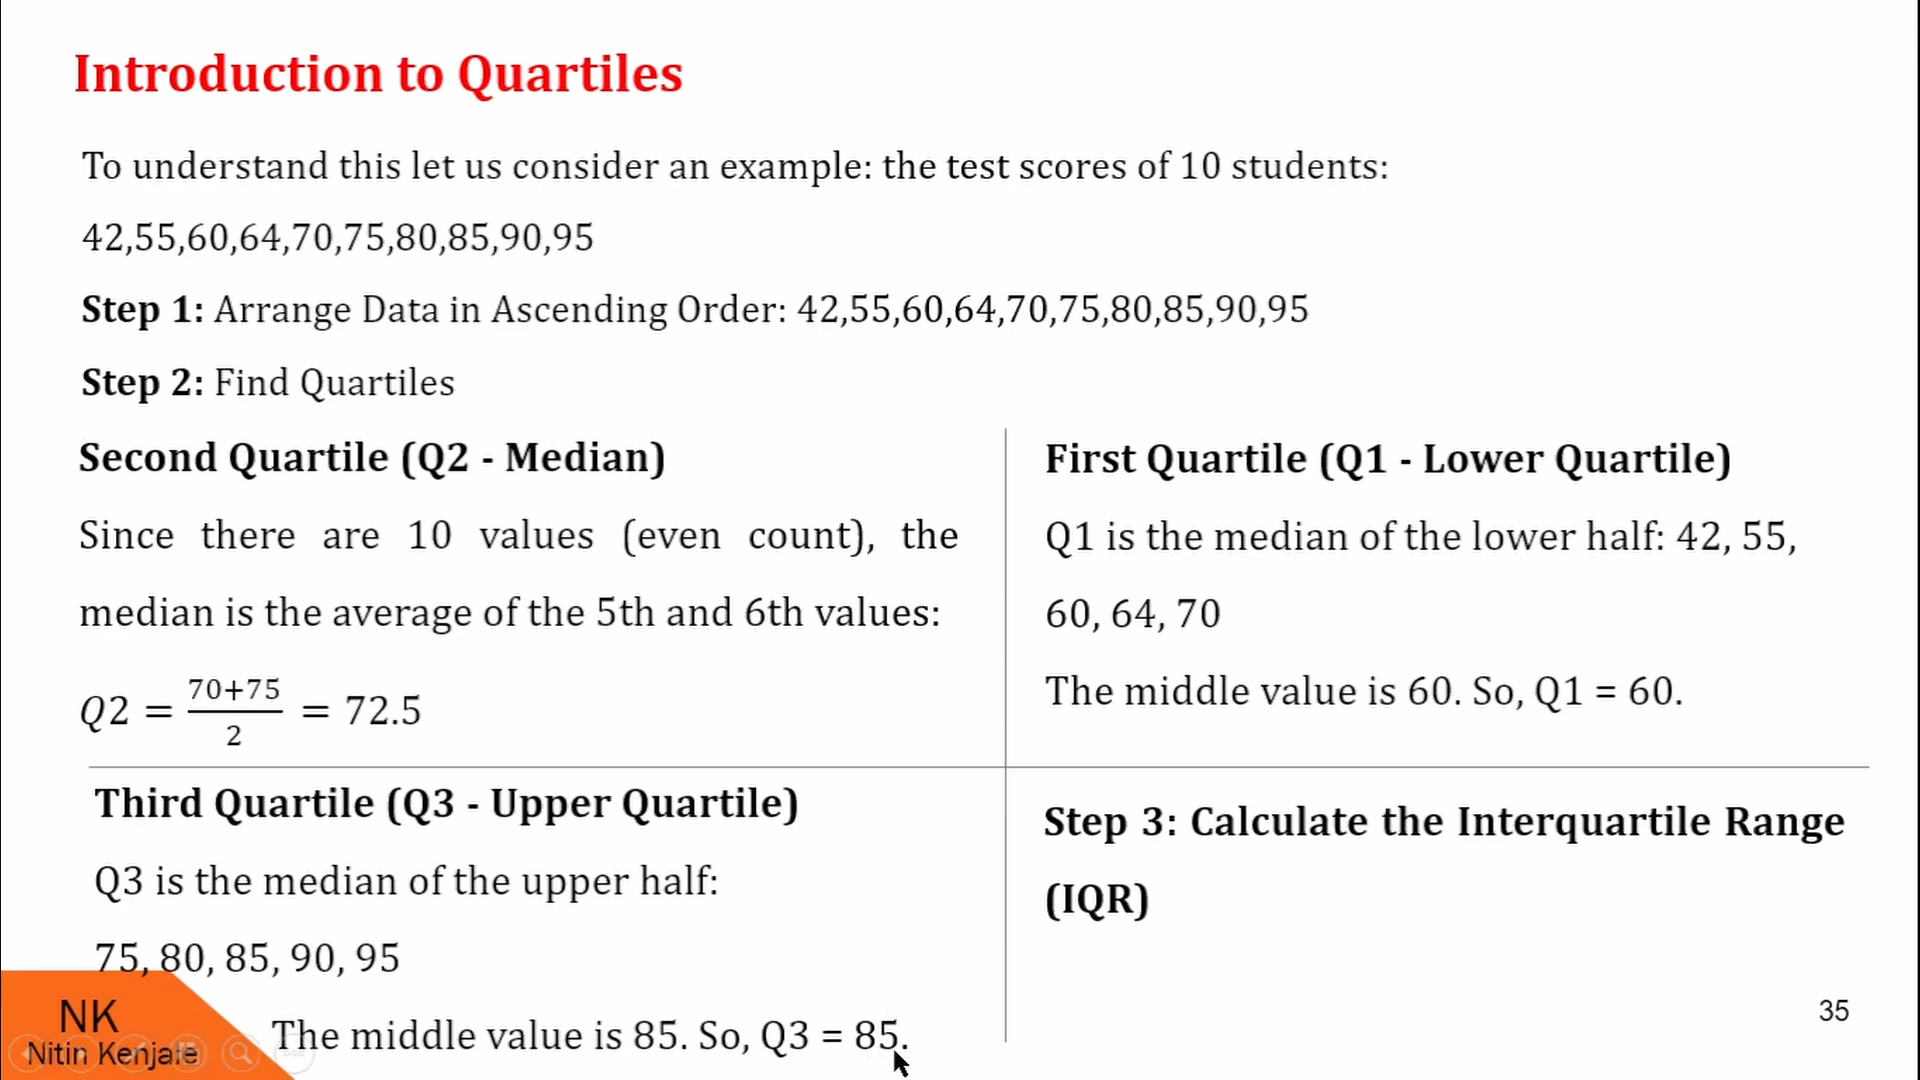 Introduction to Quartiles
To understand this let us consider an example: the test scores of 10 students:
42,55,60,64,70,75,80,85,90,95
Step 1: Arrange Data in Ascending Order: 42,55,60,64,70,75,80,85,90,95
Step 2: Find Quartiles
Second Quartile (Q2 - Median)
Since there are 10 values (even count), the
median is the average of the 5th and 6th values:
Q2 = (70+75)/2 = 72.5
First Quartile (Q1 - Lower Quartile)
Q1 is the median of the lower half: 42, 55,
60, 64, 70
The middle value is 60. So, Q1 = 60.
Third Quartile (Q3 - Upper Quartile)
Q3 is the median of the upper half:
75, 80, 85, 90, 95
The middle value is 85. So, Q3 = 85.
Step 3: Calculate the Interquartile Range
(IQR)
NK
Nitin Kenjale
35